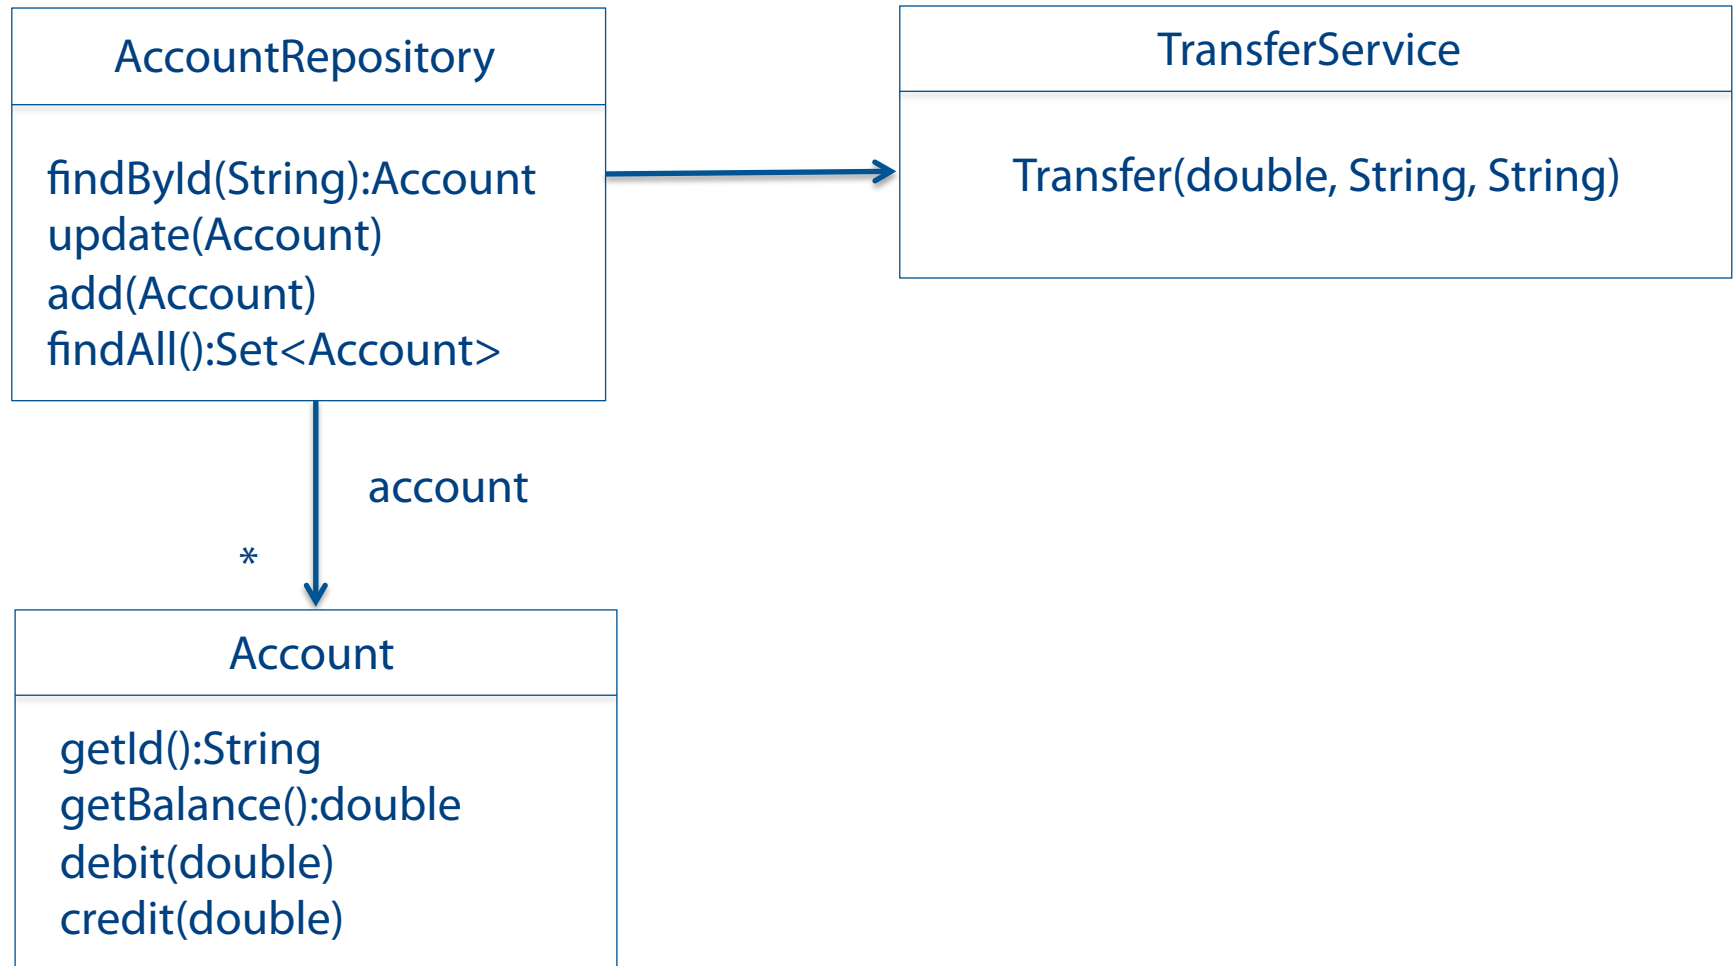 AccountRepository
findById(String):Account
update(Account)
add(Account)
findAll():Set<Account>
TransferService
Transfer(double, String, String)
account
*
Account
getId():String
getBalance():double
debit(double)
credit(double)